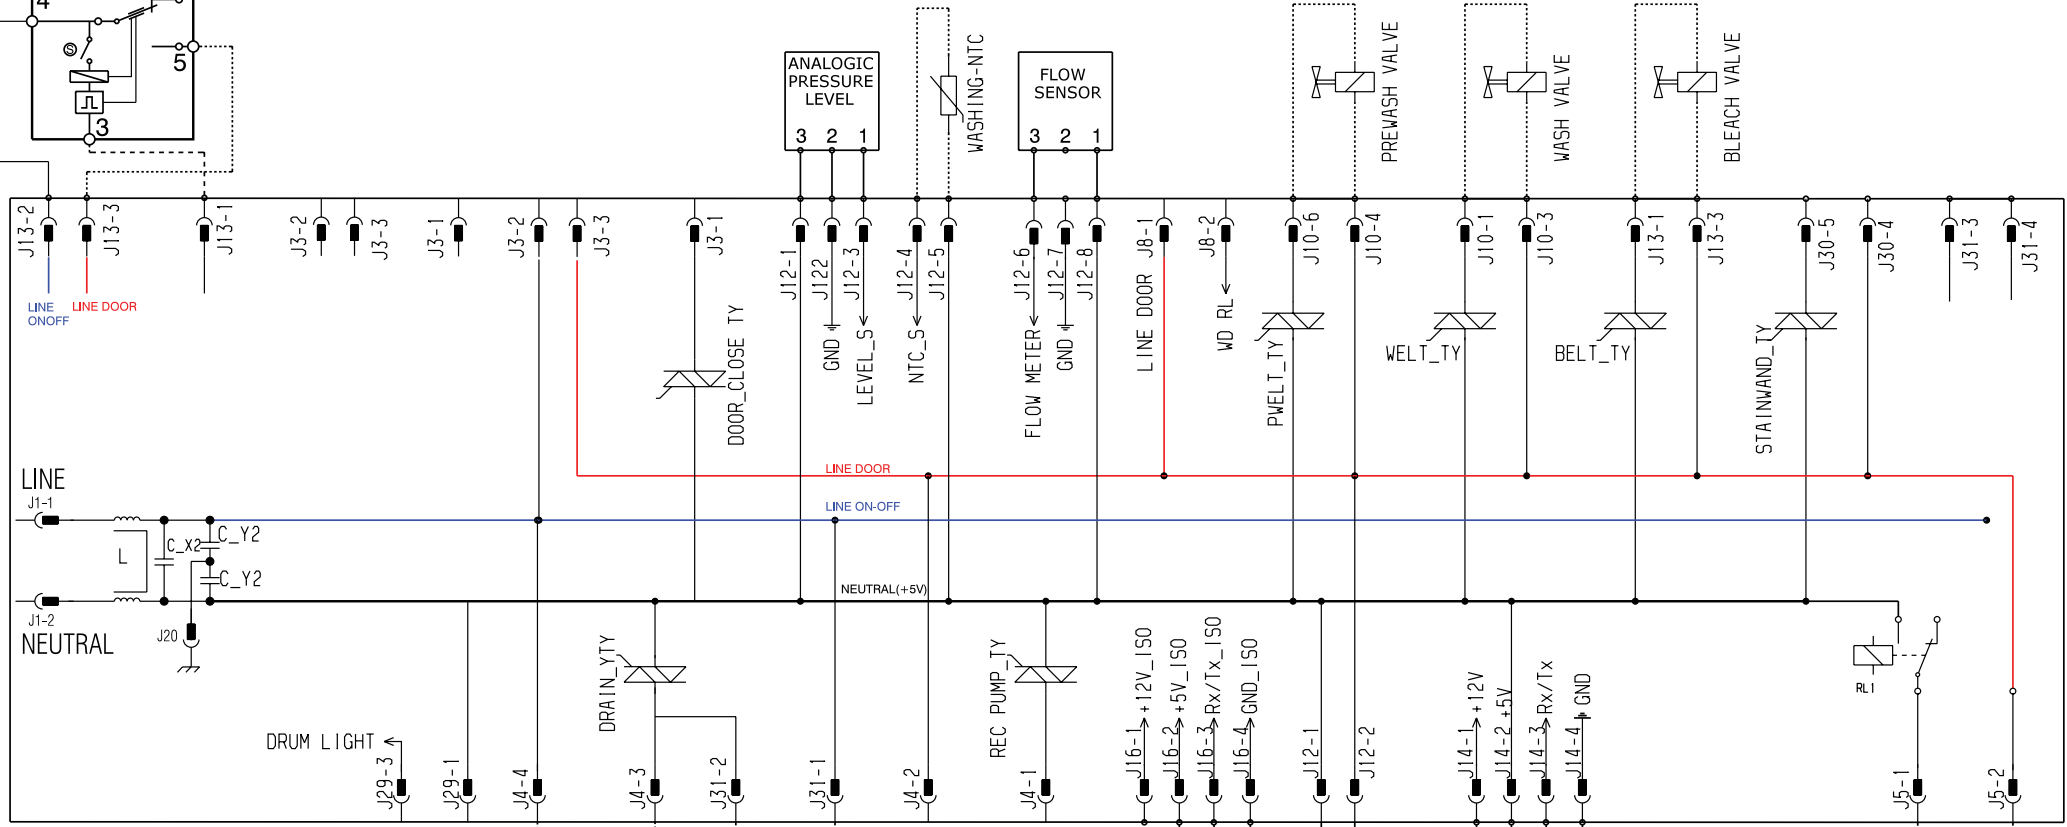 4
S
5
3
ANALOGIC
PRESSURE
LEVEL
3 2 1
WASHING-NTC
FLOW
SENSOR
3 2 1
PREWASH VALVE
WASH VALVE
BLEACH VALVE
J13-2
J13-3
J13-1
J3-2
J3-3
J3-1
J3-2
J3-3
J3-1
J12-1
J122
J12-3
J12-4
J12-5
J12-6
J12-7
J12-8
J8-1
J8-2
J10-6
J10-4
J10-1
J10-3
J13-1
J13-3
J30-5
J30-4
J31-3
J31-4
LINE
ONOFF
LINE DOOR
DOOR_CLOSE TY
GND
LEVEL_S
NTC_S
FLOW METER
GND
LINE DOOR
WD RL
PWELT_TY
WELT_TY
BELT_TY
STAINWAND_TY
LINE DOOR
LINE
J1-1
LINE ON-OFF
L
C_X2
C_Y2
C_Y2
NEUTRAL(+5V)
J1-2
NEUTRAL
J20
DRAIN_YTY
REC PUMP_TY
+12V_ISO
+5V_ISO
Rx/Tx_ISO
GND_ISO
+12V
+5V
Rx/Tx
GND
RL1
DRUM LIGHT
J29-3
J29-1
J4-4
J4-3
J31-2
J31-1
J4-2
J4-1
J16-1
J16-2
J16-3
J16-4
J12-1
J12-2
J14-1
J14-2
J14-3
J14-4
J5-1
J5-2